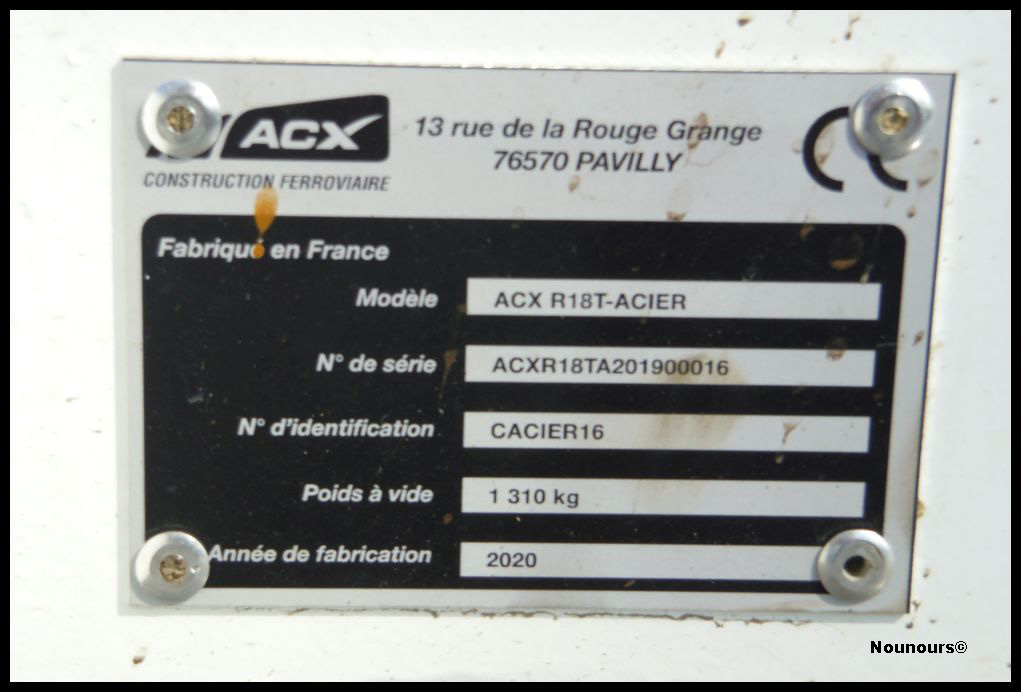 ACX
CONSTRUCTION FERROVIAIRE
13 rue de la Rouge Grange
76570 PAVILLY
CE
Fabriqué en France
Modèle ACX R18T-ACIER
N° de série ACXR18TA201900016
N° d'identification CACIER16
Poids à vide 1 310 kg
Année de fabrication 2020
Nounours©